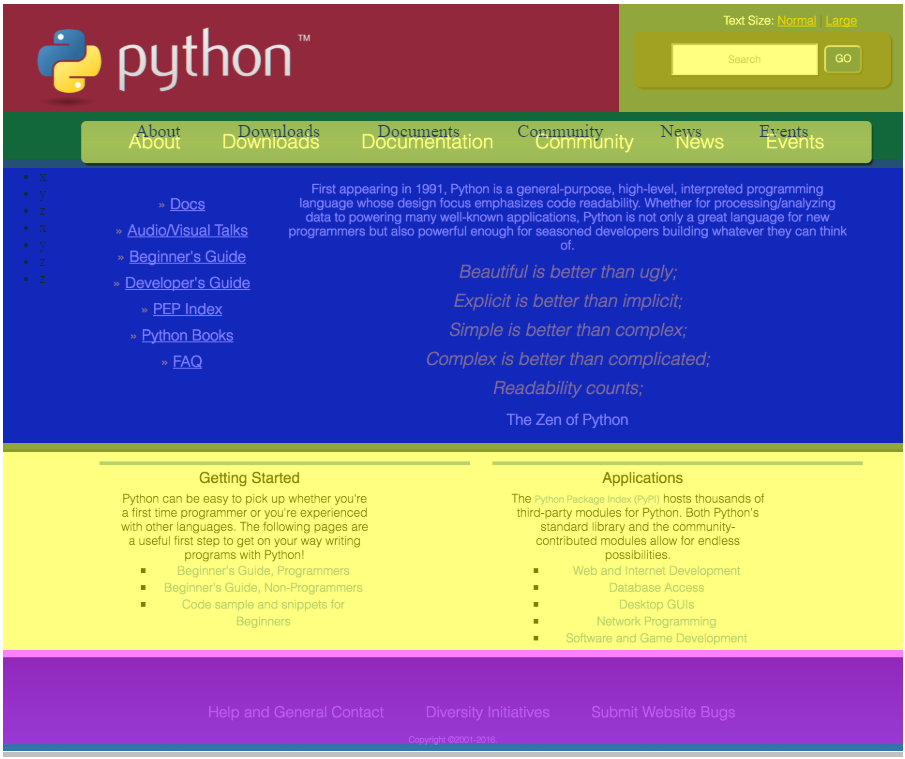 Text Size: Normal | Large
python™
Search
GO
About Downloads Documents Community News Events
About Downloads Documentation Community News Events
x
y
z
x
y
z
z
» Docs
» Audio/Visual Talks
» Beginner's Guide
» Developer's Guide
» PEP Index
» Python Books
» FAQ
First appearing in 1991, Python is a general-purpose, high-level, interpreted programming
language whose design focus emphasizes code readability. Whether for processing/analyzing
data to powering many well-known applications, Python is not only a great language for new
programmers but also powerful enough for seasoned developers building whatever they can think
of.
Beautiful is better than ugly;
Explicit is better than implicit;
Simple is better than complex;
Complex is better than complicated;
Readability counts;
The Zen of Python
Getting Started
Python can be easy to pick up whether you're
a first time programmer or you're experienced
with other languages. The following pages are
a useful first step to get on your way writing
programs with Python!
Beginner's Guide, Programmers
Beginner's Guide, Non-Programmers
Code sample and snippets for
Beginners
Applications
The Python Package Index (PyPI) hosts thousands of
third-party modules for Python. Both Python's
standard library and the community-
contributed modules allow for endless
possibilities.
Web and Internet Development
Database Access
Desktop GUIs
Network Programming
Software and Game Development
Help and General Contact Diversity Initiatives Submit Website Bugs
Copyright ©2001-2016.